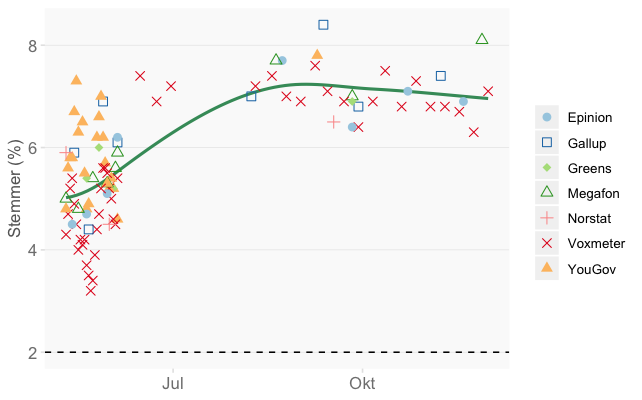 8
6
4
2
Stemmer (%)
Jul
Okt
Epinion
Gallup
Greens
Megafon
Norstat
Voxmeter
YouGov